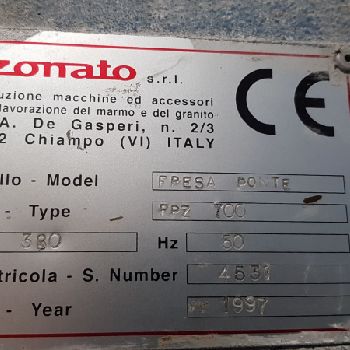 zonato s.r.l.
uzione macchine ed accessori
lavorazione del marmo e del granito
A. De Gasperi, n. 2/3
2 Chiampo (VI) ITALY
CE
llo - Model FRESA PONTE
- Type FPZ 700
380 Hz 50
tricola - S. Number 4531
- Year 1997